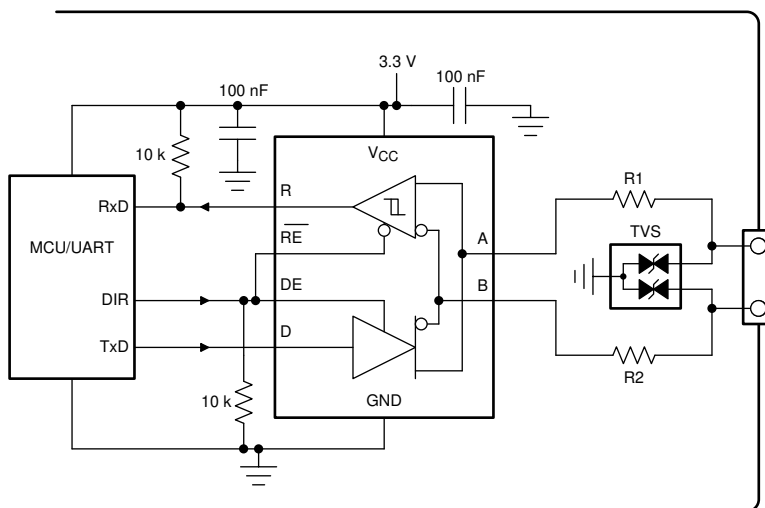 3.3 V
100 nF
100 nF
10 k
VCC
R1
RxD
R
RE
A
TVS
MCU/UART
DIR
DE
B
TxD
D
R2
10 k
GND